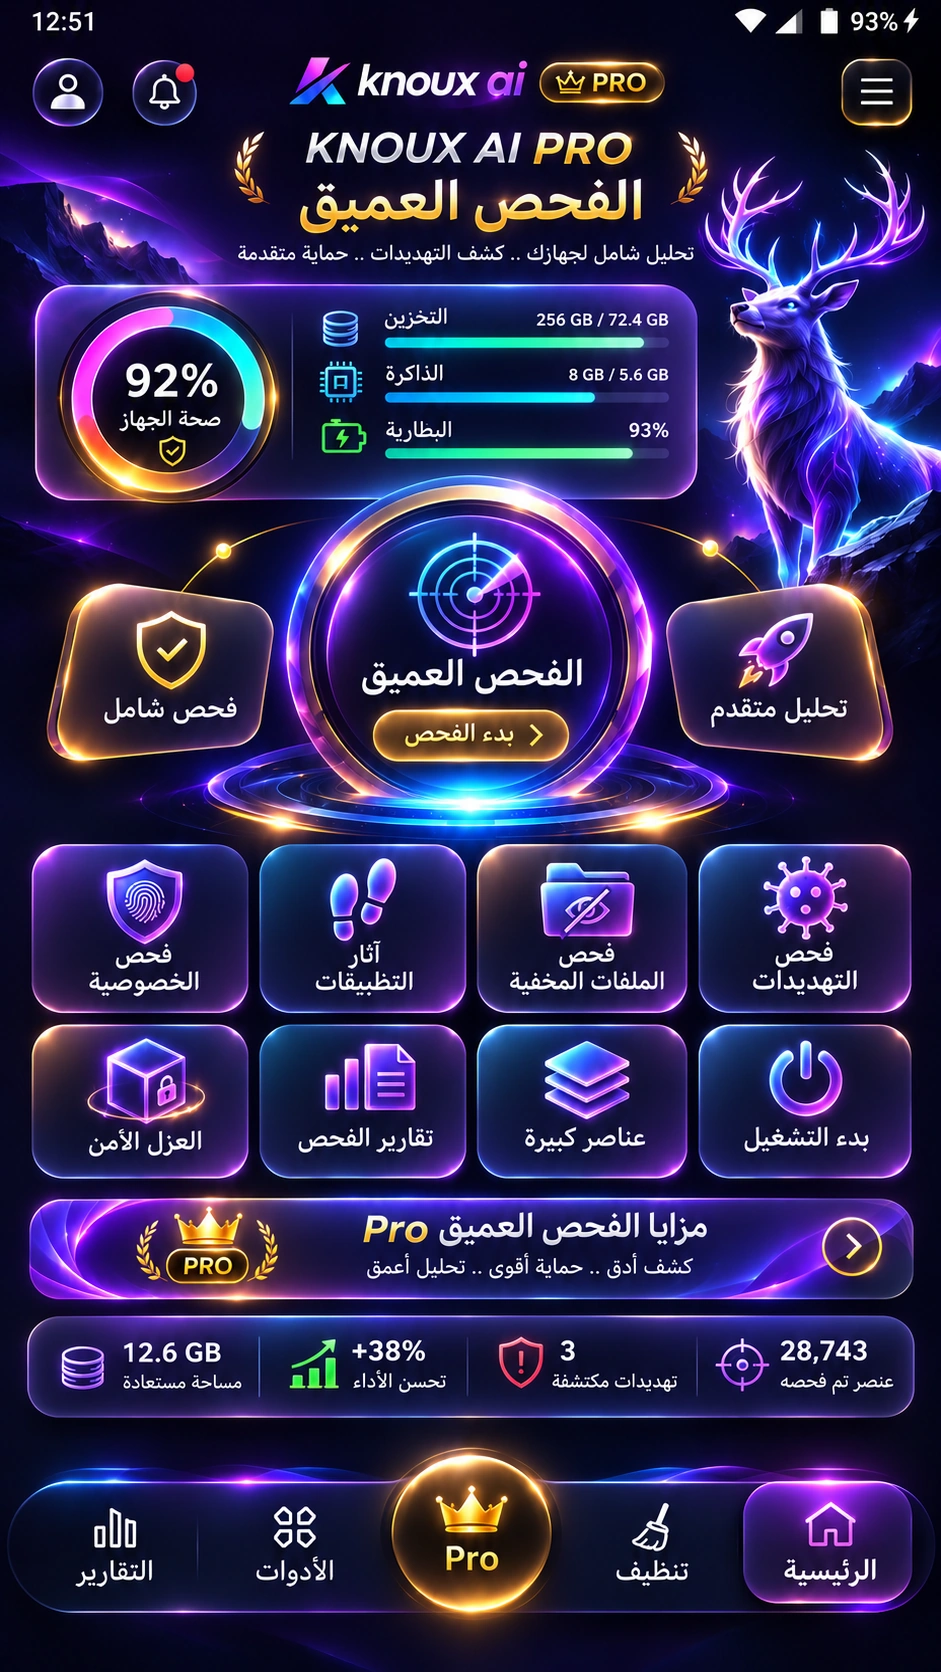 12:51
93%
knoux ai
PRO
KNOUX AI PRO
الفحص العميق
تحليل شامل لجهازك .. كشف التهديدات .. حماية متقدمة
92%
صحة الجهاز
التخزين
256 GB / 72.4 GB
الذاكرة
8 GB / 5.6 GB
البطارية
93%
تحليل متقدم
الفحص العميق
بدء الفحص
فحص شامل
فحص
التهديدات
فحص
الملفات المخفية
آثار
التطبيقات
فحص
الخصوصية
بدء التشغيل
عناصر كبيرة
تقارير الفحص
العزل الأمن
مزايا الفحص العميق Pro
كشف أدق .. حماية أقوى .. تحليل أعمق
PRO
28,743
عنصر تم فحصه
3
تهديدات مكتشفة
+38%
تحسن الأداء
12.6 GB
مساحة مستعادة
الرئيسية
تنظيف
Pro
الأدوات
التقارير